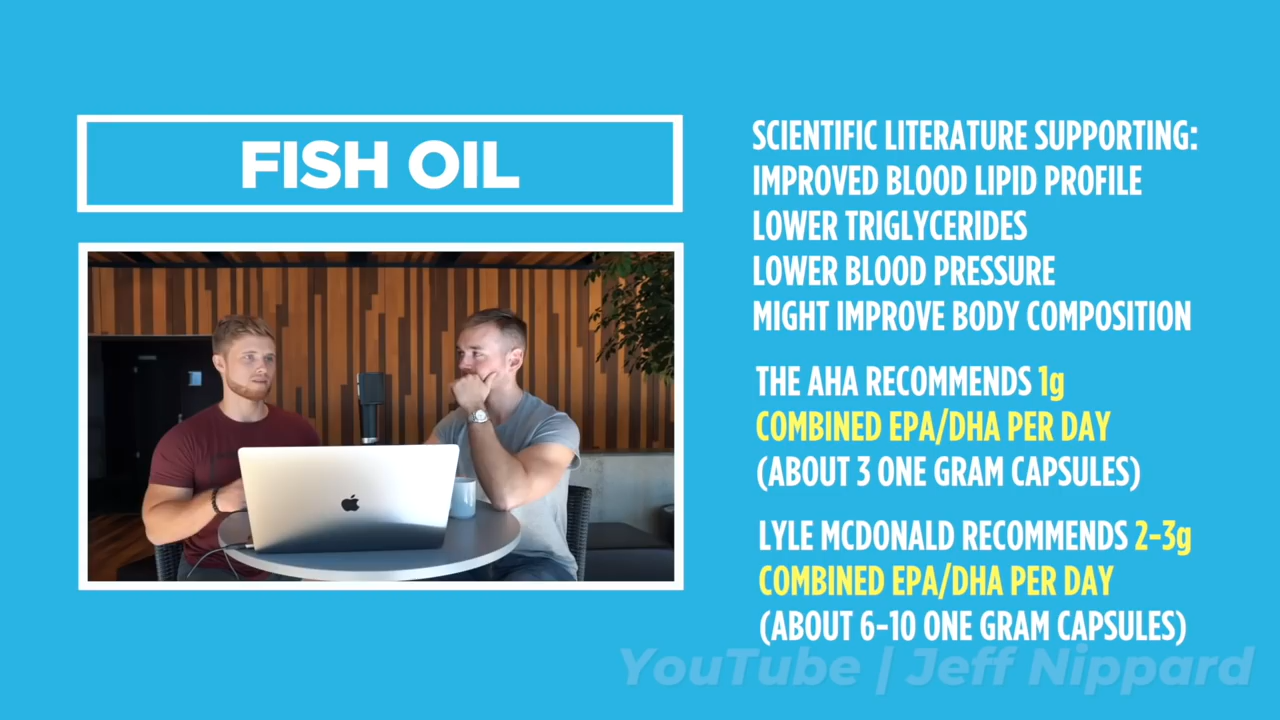 FISH OIL
SCIENTIFIC LITERATURE SUPPORTING:
IMPROVED BLOOD LIPID PROFILE
LOWER TRIGLYCERIDES
LOWER BLOOD PRESSURE
MIGHT IMPROVE BODY COMPOSITION
THE AHA RECOMMENDS 1g
COMBINED EPA/DHA PER DAY
(ABOUT 3 ONE GRAM CAPSULES)
LYLE MCDONALD RECOMMENDS 2-3g
COMBINED EPA/DHA PER DAY
(ABOUT 6-10 ONE GRAM CAPSULES)
YouTube | Jeff Nippard